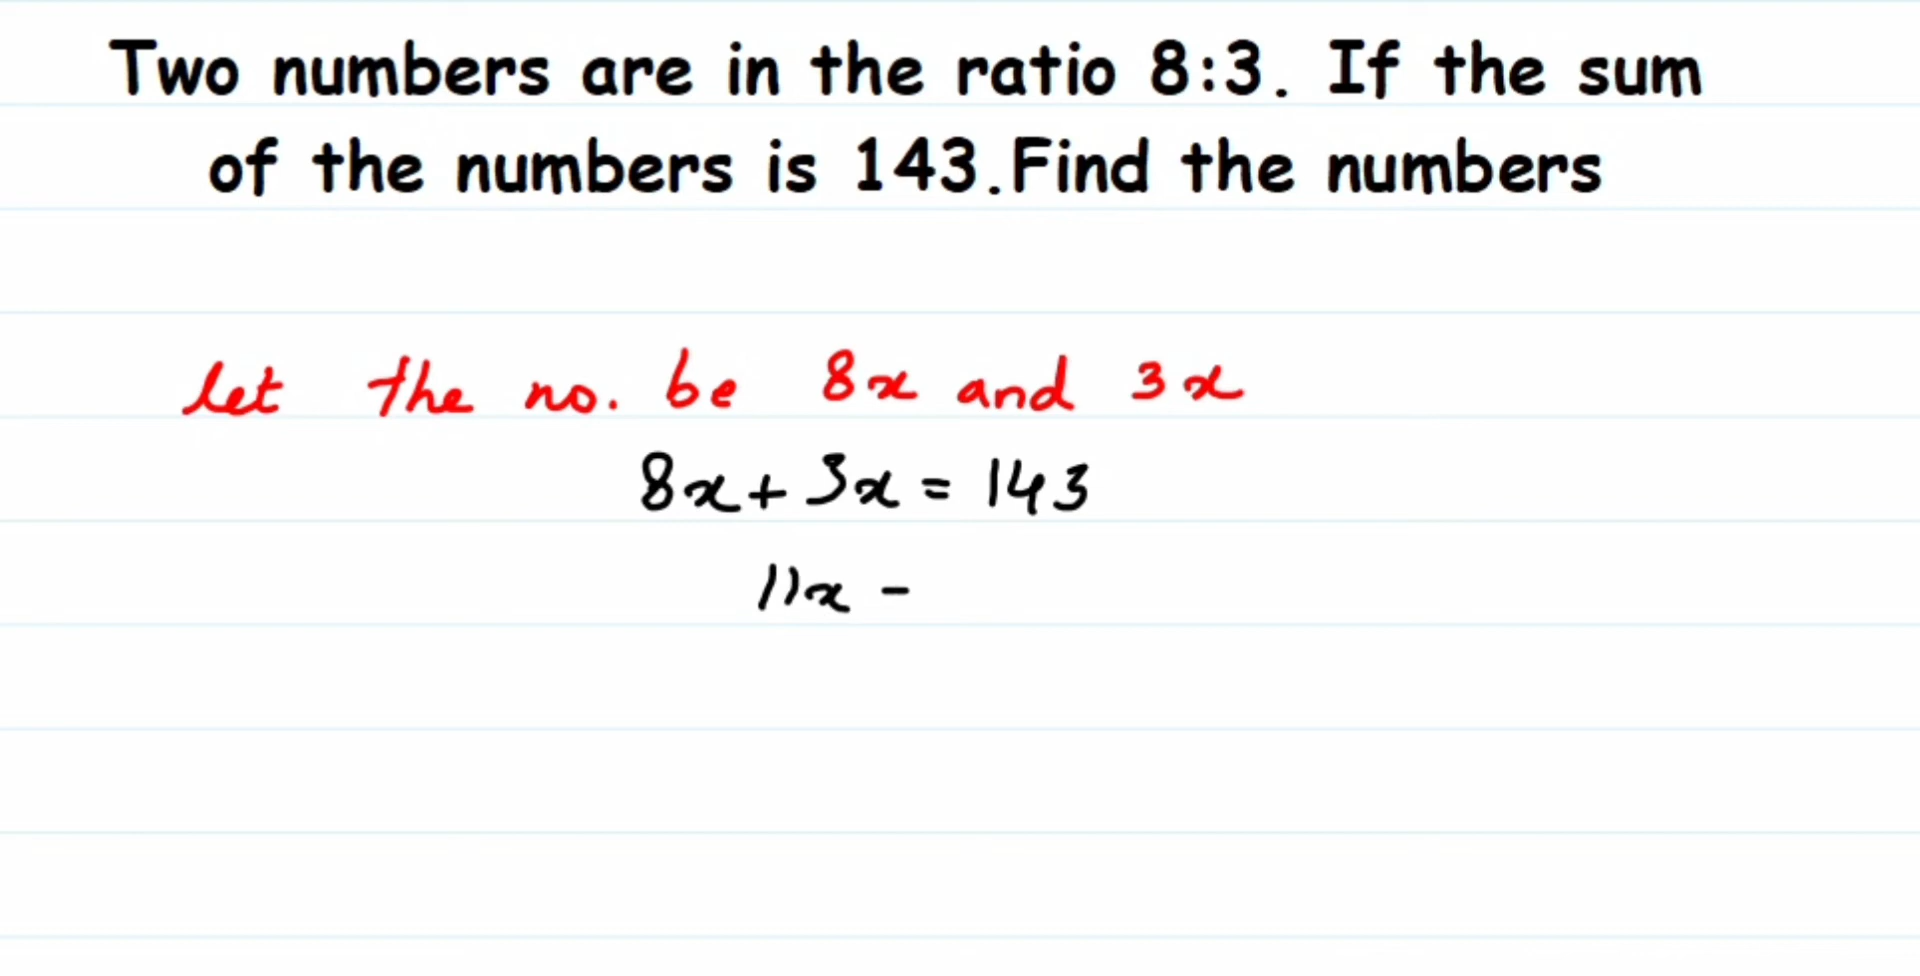 Two numbers are in the ratio 8:3. If the sum
of the numbers is 143.Find the numbers
let the no. be 8x and 3x
8x+3x = 143
11x -